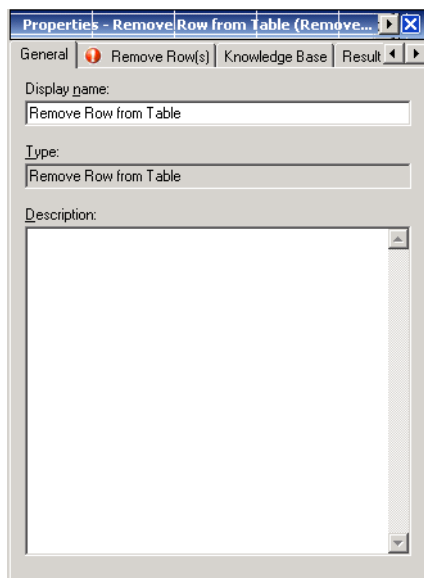 Properties - Remove Row from Table (Remove...
General Remove Row(s) Knowledge Base Result
Display name:
Remove Row from Table
Type:
Remove Row from Table
Description: